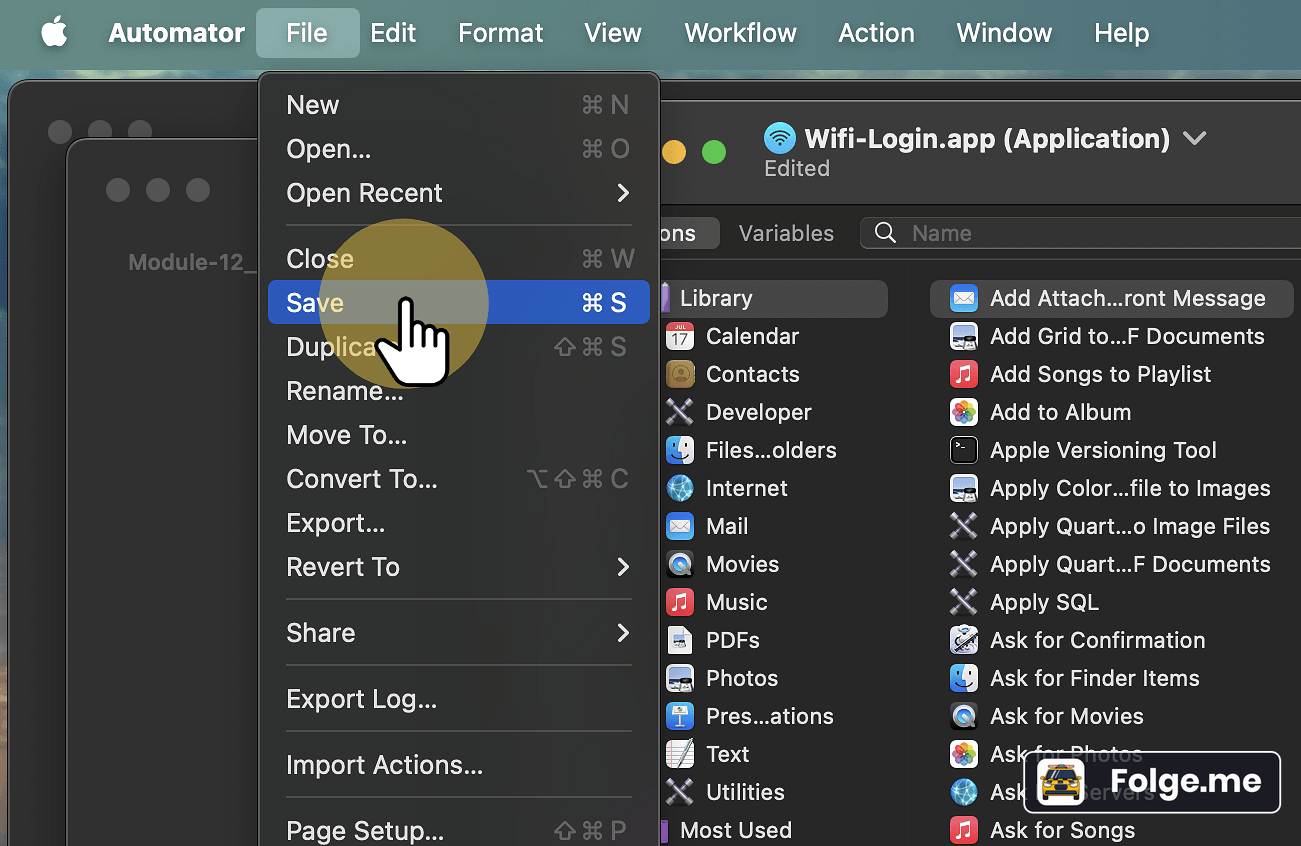 Automator File Edit Format View Workflow Action Window Help
New ⌘ N
Open... ⌘ O
Open Recent
Close ⌘ W
Save ⌘ S
⇧ ⌘ S
Rename...
Move To...
Convert To... ⌥ ⇧ ⌘ C
Export...
Revert To
Share
Export Log...
Import Actions...
Page Setup... ⇧ ⌘ P
Module-12_
Wifi-Login.app (Application)
Edited
ons Variables Name
Library
Calendar
Contacts
Developer
Files...olders
Internet
Mail
Movies
Music
PDFs
Photos
Pres...ations
Text
Utilities
Most Used
Add Attach...ront Message
Add Grid to...F Documents
Add Songs to Playlist
Add to Album
Apple Versioning Tool
Apply Color...file to Images
Apply Quart...o Image Files
Apply Quart...F Documents
Apply SQL
Ask for Confirmation
Ask for Finder Items
Ask for Movies
Ask for Photos
Ask for Servers
Ask for Songs
JUL
17
Folge.me